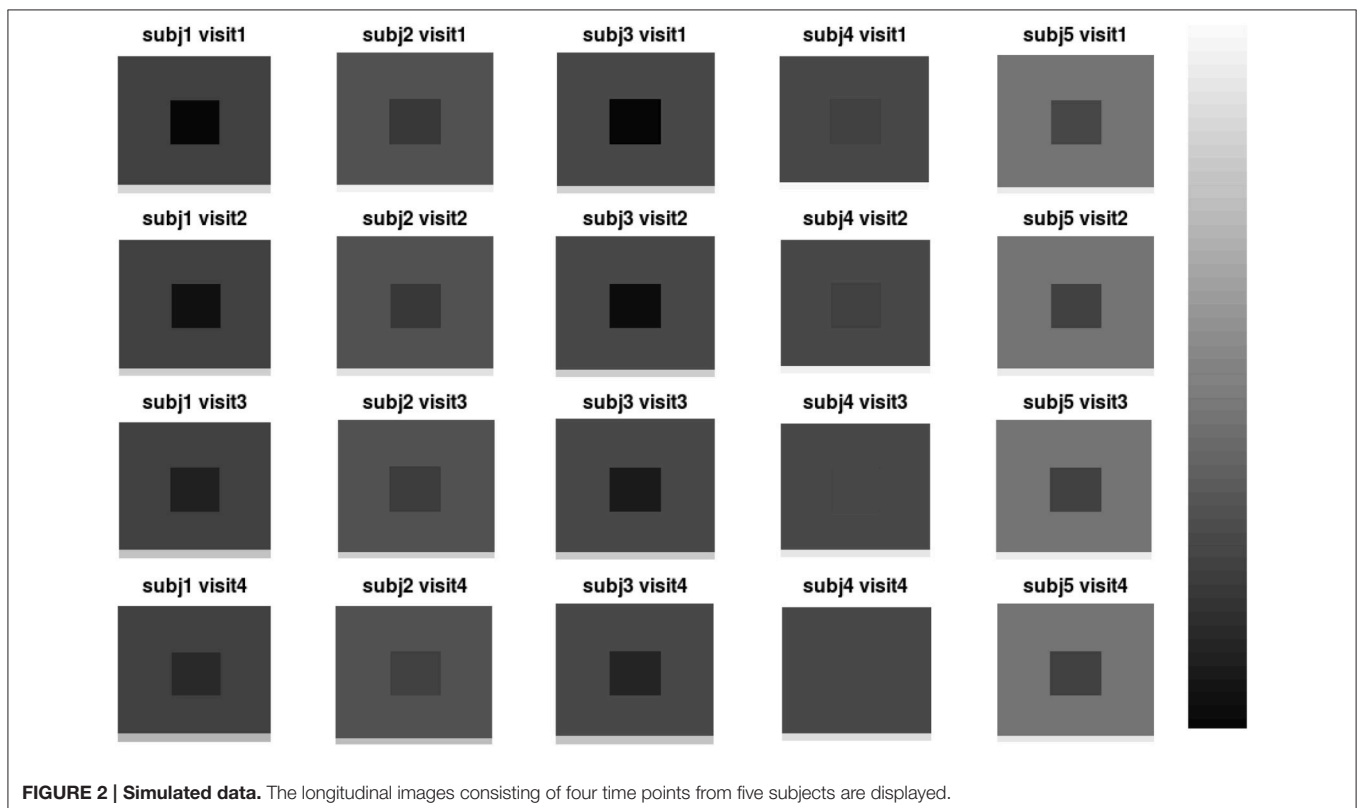 subj1 visit1
subj2 visit1
subj3 visit1
subj4 visit1
subj5 visit1
subj1 visit2
subj2 visit2
subj3 visit2
subj4 visit2
subj5 visit2
subj1 visit3
subj2 visit3
subj3 visit3
subj4 visit3
subj5 visit3
subj1 visit4
subj2 visit4
subj3 visit4
subj4 visit4
subj5 visit4
FIGURE 2 | Simulated data. The longitudinal images consisting of four time points from five subjects are displayed.